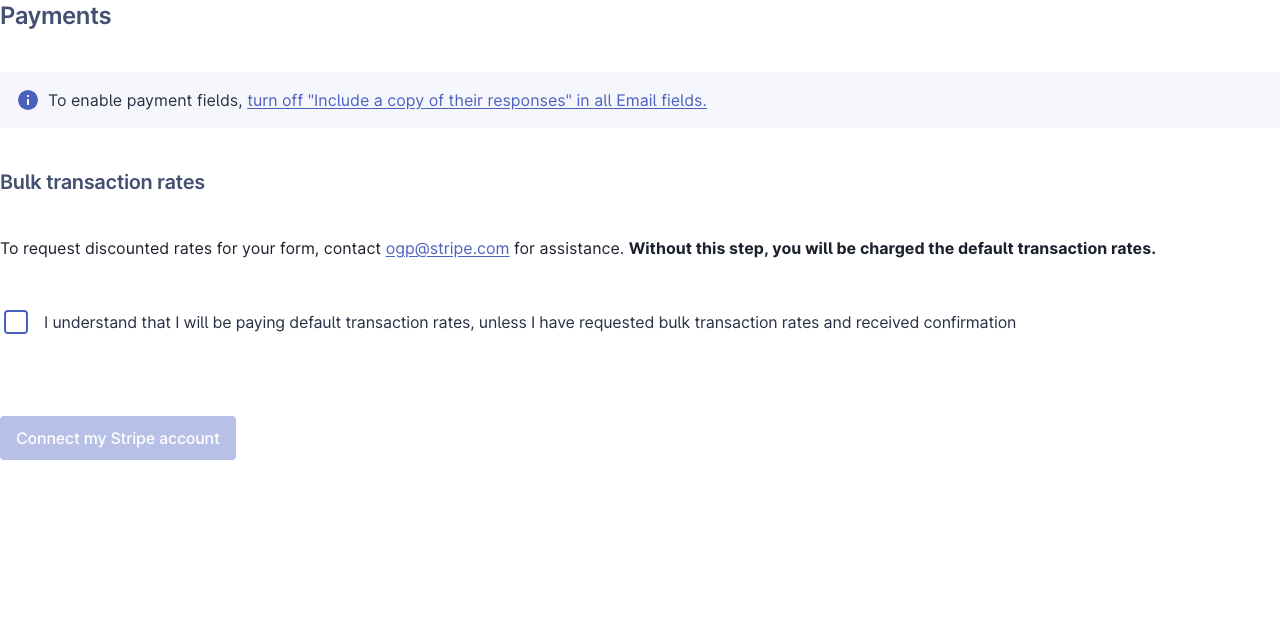 Payments
To enable payment fields, turn off "Include a copy of their responses" in all Email fields.
Bulk transaction rates
To request discounted rates for your form, contact ogp@stripe.com for assistance. Without this step, you will be charged the default transaction rates.
I understand that I will be paying default transaction rates, unless I have requested bulk transaction rates and received confirmation
Connect my Stripe account